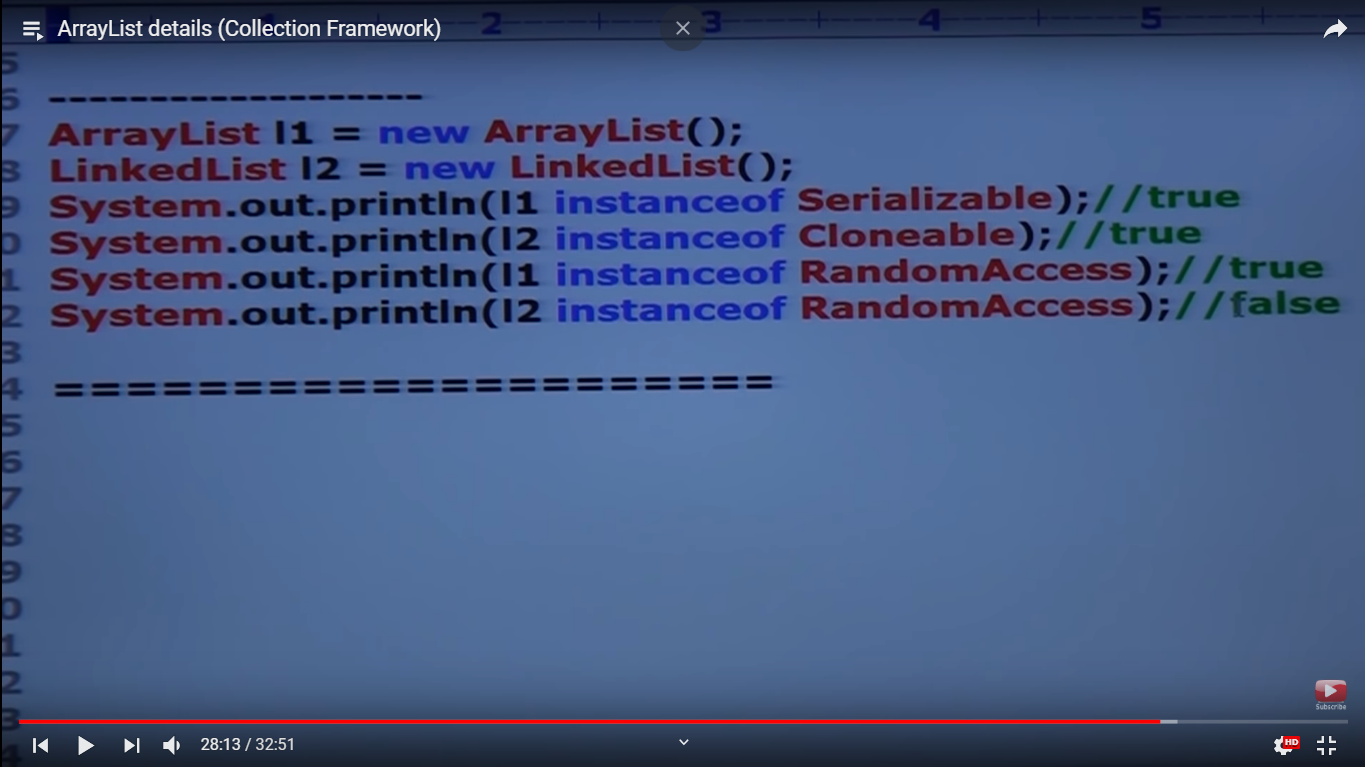 ArrayList details (Collection Framework)
2 3 4 5
5
6 -------------------
7 ArrayList l1 = new ArrayList();
8 LinkedList l2 = new LinkedList();
9 System.out.println(l1 instanceof Serializable);//true
0 System.out.println(l2 instanceof Cloneable);//true
1 System.out.println(l1 instanceof RandomAccess);//true
2 System.out.println(l2 instanceof RandomAccess);//false
3
4 =====================
5
6
7
8
9
0
1
2
3
Subscribe
28:13 / 32:51
HD